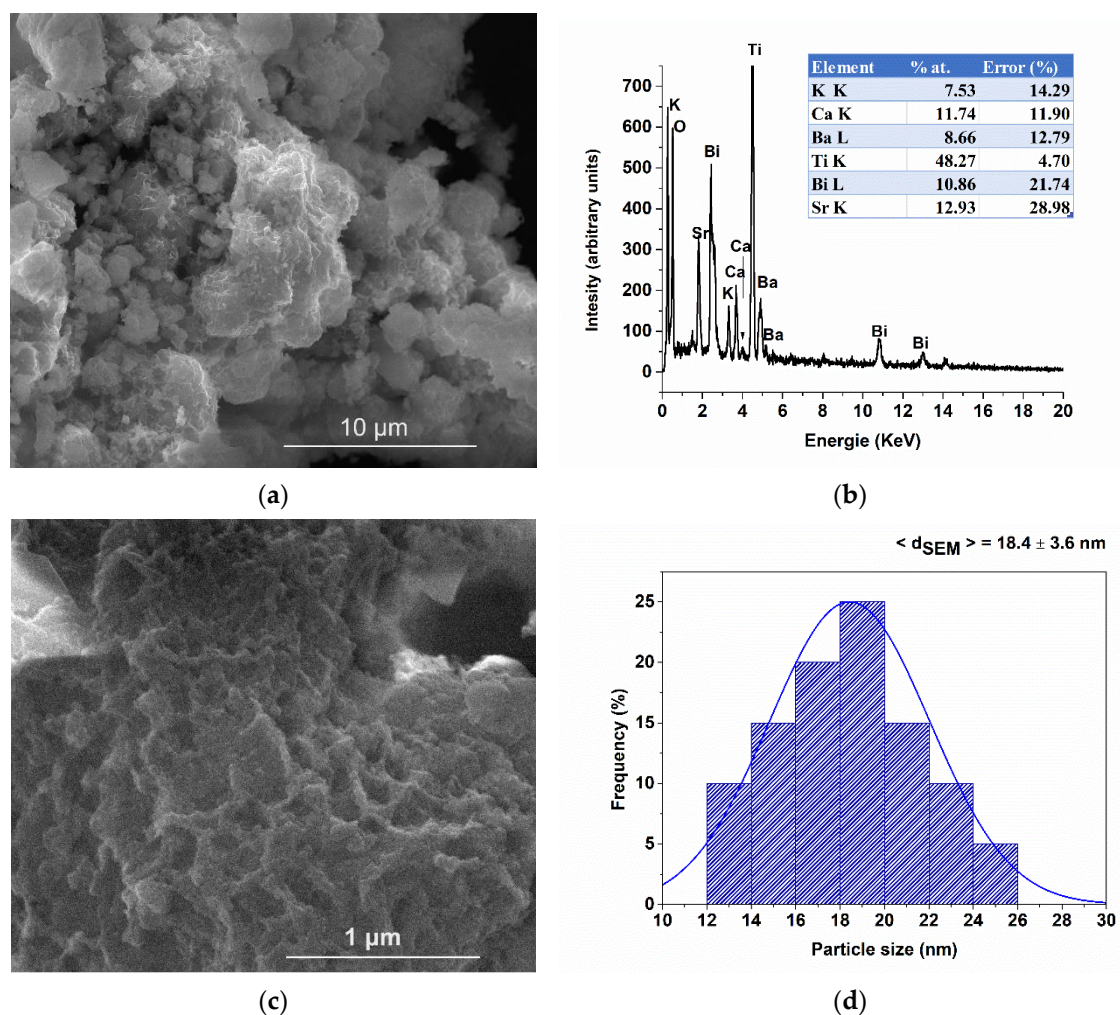 10 µm
Ti
Element % at. Error (%)
K K 7.53 14.29
Ca K 11.74 11.90
Ba L 8.66 12.79
Ti K 48.27 4.70
Bi L 10.86 21.74
Sr K 12.93 28.98
K
O
Bi
Sr
Ca
Ca
K
Ba
Ba
Bi
Bi
700
600
500
400
300
200
100
0
0 2 4 6 8 10 12 14 16 18 20
Intesity (arbitrary units)
Energie (KeV)
(a)
(b)
1 µm
< dSEM > = 18.4 ± 3.6 nm
25
20
15
10
5
0
10 12 14 16 18 20 22 24 26 28 30
Frequency (%)
Particle size (nm)
(c)
(d)